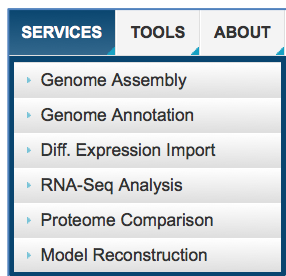 SERVICES TOOLS ABOUT
Genome Assembly
Genome Annotation
Diff. Expression Import
RNA-Seq Analysis
Proteome Comparison
Model Reconstruction